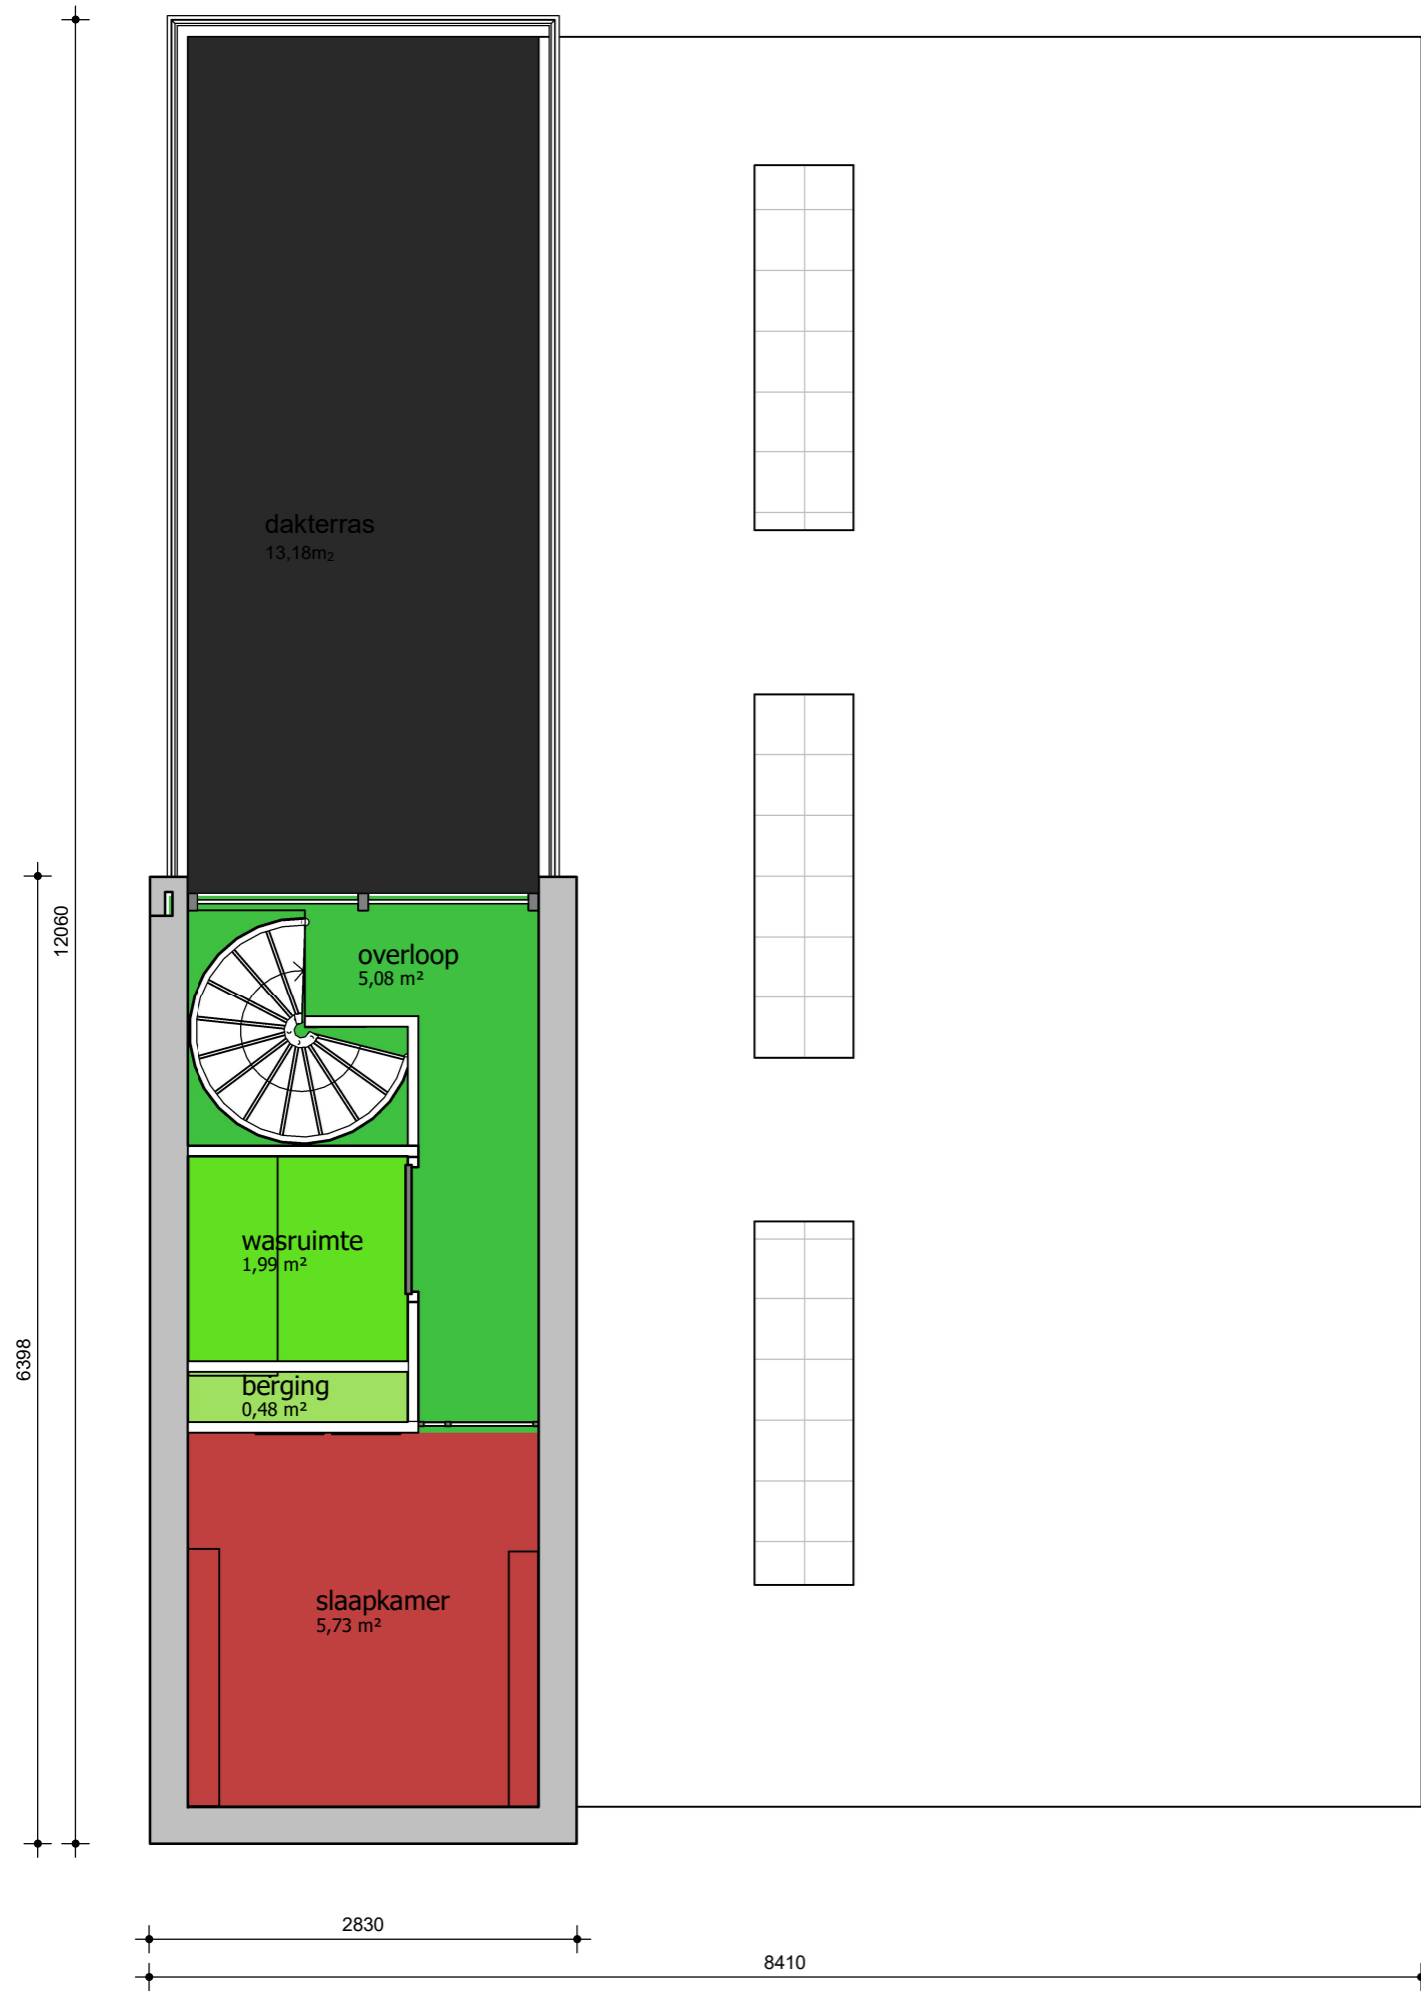 dakterras
13,18m₂
12060
overloop
5,08 m²
wasruimte
1,99 m²
6398
berging
0,48 m²
slaapkamer
5,73 m²
2830
8410